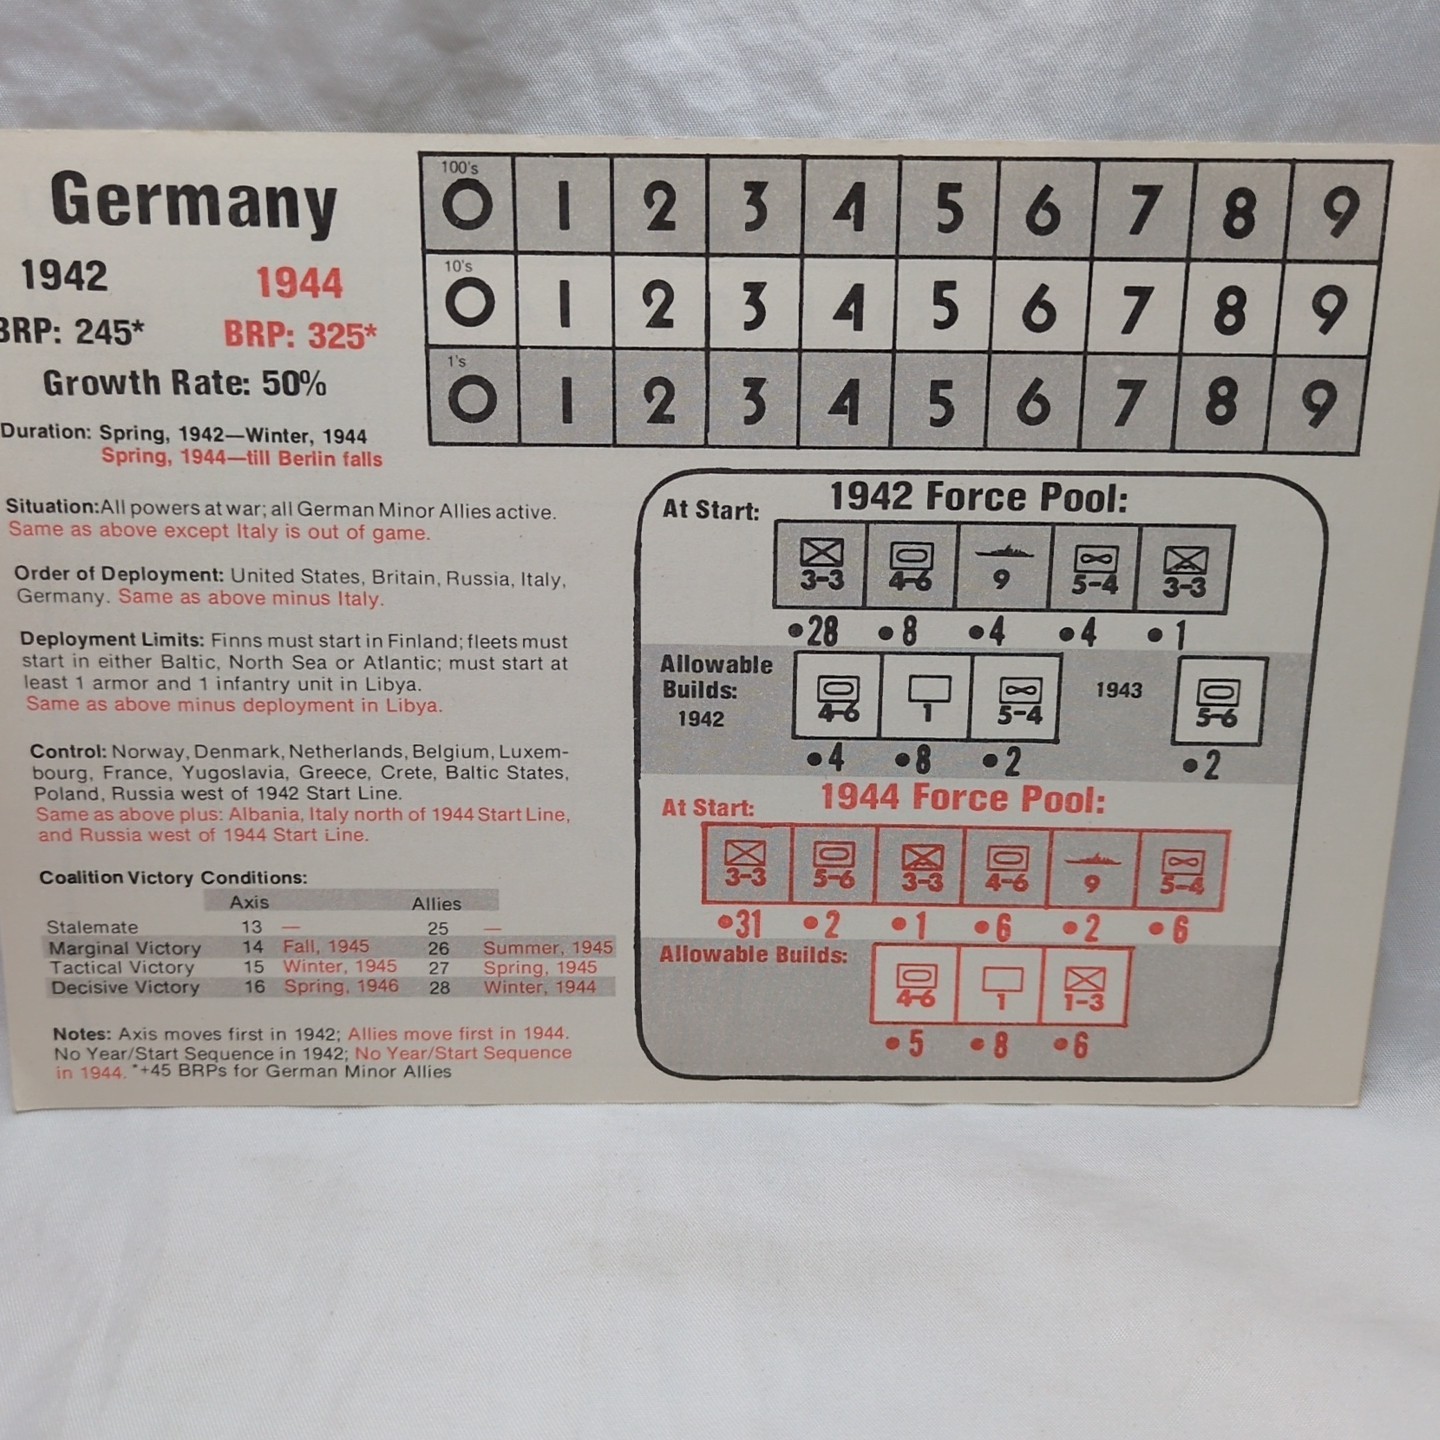 Germany
1942 1944
BRP: 245* BRP: 325*
Growth Rate: 50%
Duration: Spring, 1942—Winter, 1944
Spring, 1944—till Berlin falls
Situation:All powers at war; all German Minor Allies active.
Same as above except Italy is out of game.
Order of Deployment: United States, Britain, Russia, Italy,
Germany. Same as above minus Italy.
Deployment Limits: Finns must start in Finland; fleets must
start in either Baltic, North Sea or Atlantic; must start at
least 1 armor and 1 infantry unit in Libya.
Same as above minus deployment in Libya.
Control: Norway, Denmark, Netherlands, Belgium, Luxem-
bourg, France, Yugoslavia, Greece, Crete, Baltic States,
Poland, Russia west of 1942 Start Line.
Same as above plus: Albania, Italy north of 1944 Start Line,
and Russia west of 1944 Start Line.
Coalition Victory Conditions:
Axis Allies
Stalemate 13 — 25 —
Marginal Victory 14 Fall, 1945 26 Summer, 1945
Tactical Victory 15 Winter, 1945 27 Spring, 1945
Decisive Victory 16 Spring, 1946 28 Winter, 1944
Notes: Axis moves first in 1942; Allies move first in 1944.
No Year/Start Sequence in 1942; No Year/Start Sequence
in 1944. *+45 BRPs for German Minor Allies
100's
0 1 2 3 4 5 6 7 8 9
10's
0 1 2 3 4 5 6 7 8 9
1's
0 1 2 3 4 5 6 7 8 9
1942 Force Pool:
At Start:
3-3 4-6 9 5-4 3-3
•28 •8 •4 •4 •1
Allowable
Builds:
1942 4-6 1 5-4 1943 5-6
•4 •8 •2 •2
1944 Force Pool:
At Start:
3-3 5-6 3-3 4-6 9 5-4
•31 •2 •1 •6 •2 •6
Allowable Builds:
4-6 1 1-3
•5 •8 •6